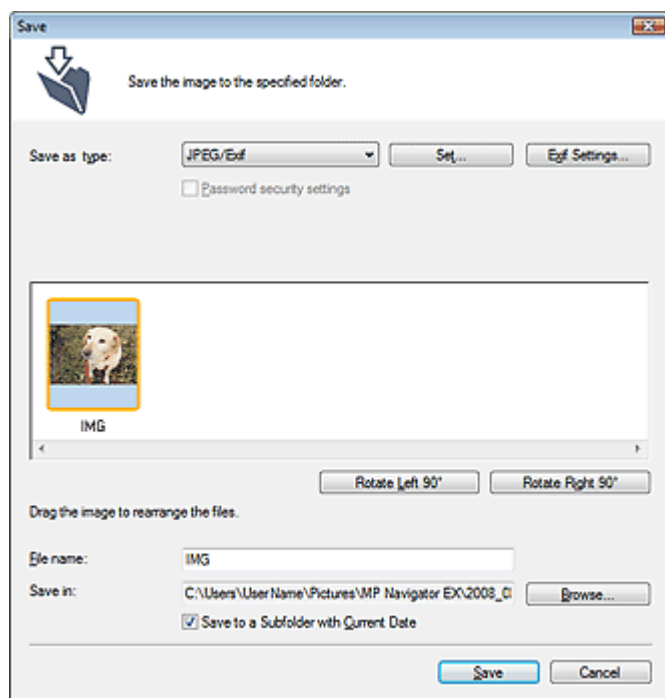 Save
Save the image to the specified folder.
Save as type: JPEG/Exif Set... Exif Settings...
Password security settings
IMG
Rotate Left 90° Rotate Right 90°
Drag the image to rearrange the files.
File name: IMG
Save in: C:\Users\UserName\Pictures\MP Navigator EX\2008_0 Browse...
Save to a Subfolder with Current Date
Save Cancel